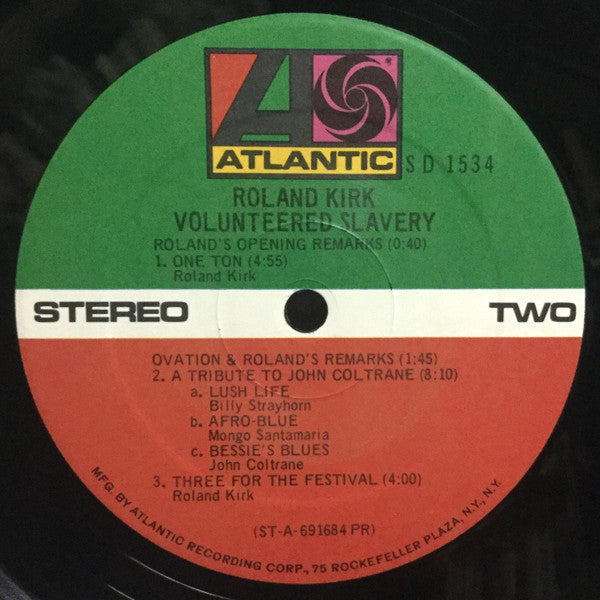 ATLANTIC
SD 1534
ROLAND KIRK
VOLUNTEERED SLAVERY
ROLAND'S OPENING REMARKS (0:40)
1. ONE TON (4:55)
Roland Kirk
STEREO
TWO
OVATION & ROLAND'S REMARKS (1:45)
2. A TRIBUTE TO JOHN COLTRANE (8:10)
a. LUSH LIFE
Billy Strayhorn
b. AFRO-BLUE
Mongo Santamaria
c. BESSIE'S BLUES
John Coltrane
3. THREE FOR THE FESTIVAL (4:00)
Roland Kirk
(ST-A-691684 PR)
MFG. BY ATLANTIC RECORDING CORP., 75 ROCKEFELLER PLAZA, N.Y., N.Y.